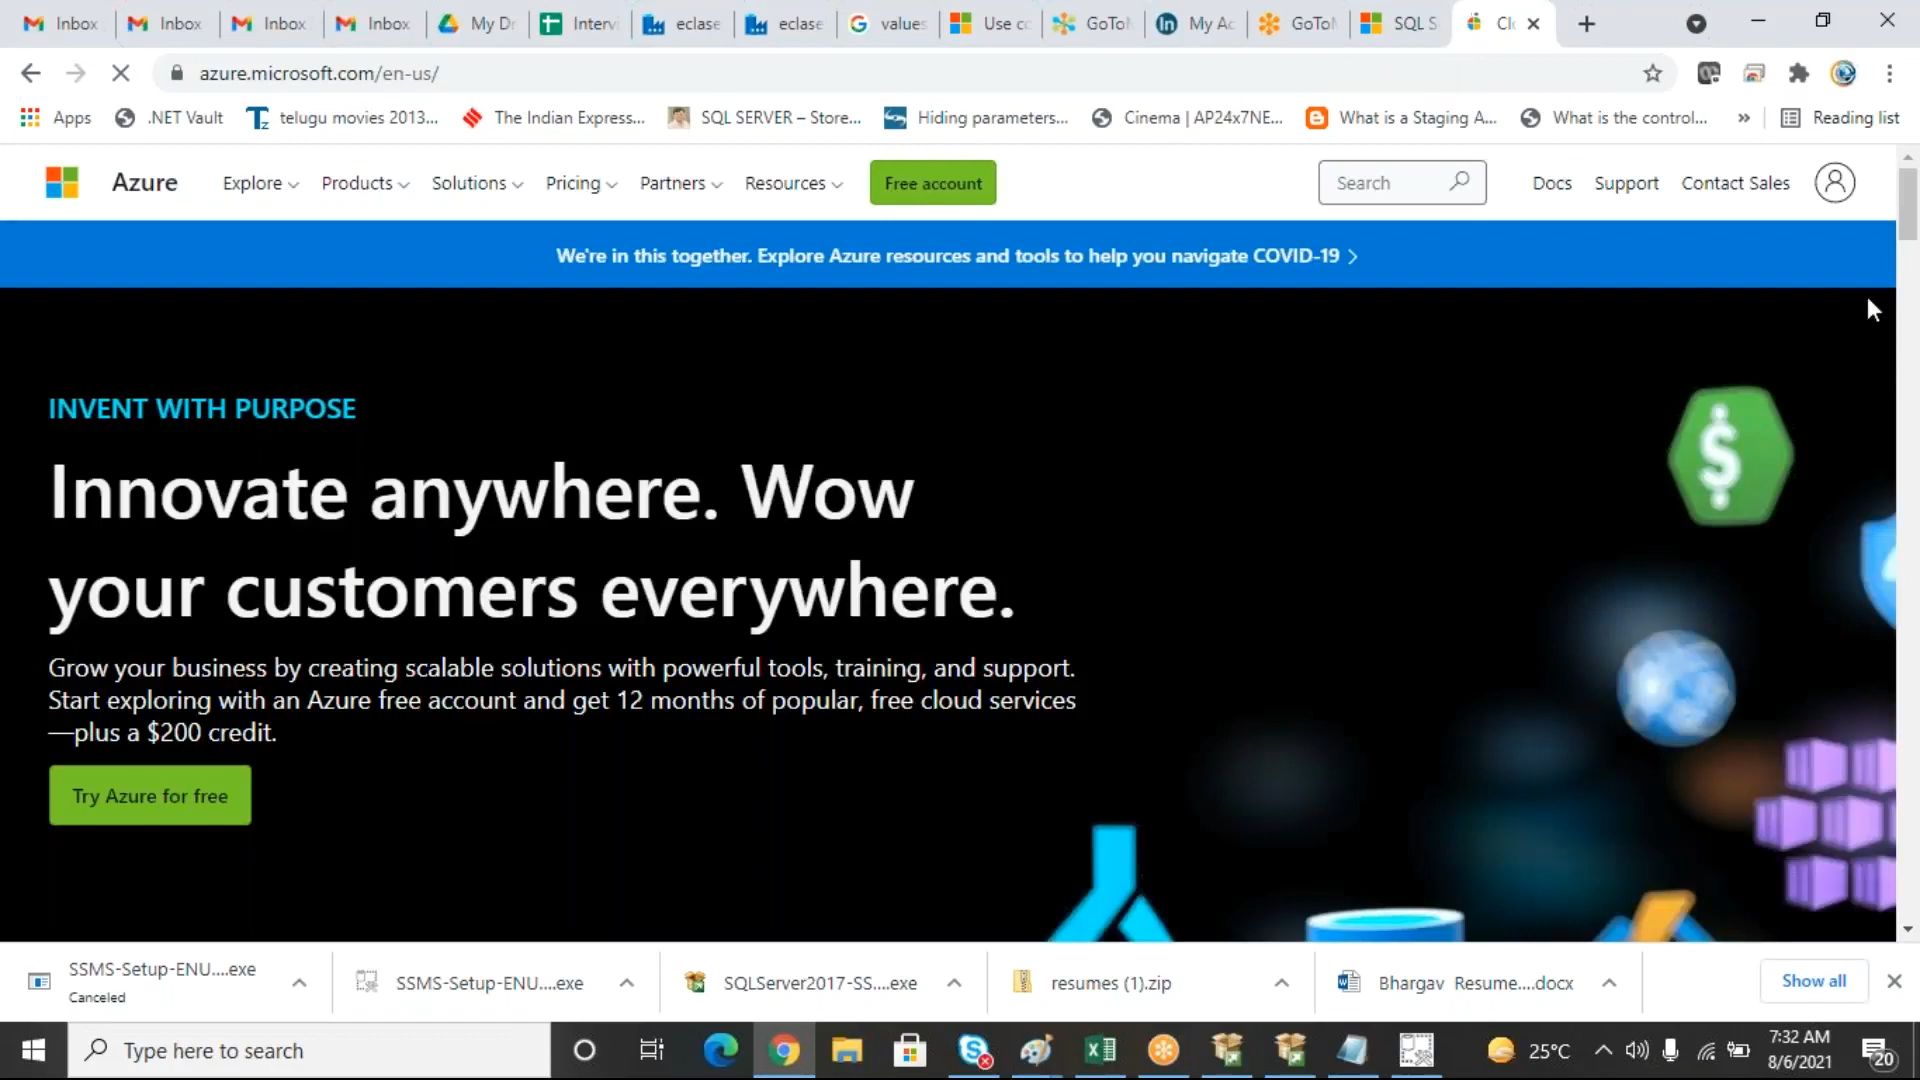 Inbox
Inbox
Inbox
Inbox
My Dr
Intervi
eclase
eclase
values
Use co
GoToM
My Ac
GoToM
SQL S
Clo
azure.microsoft.com/en-us/
Apps
.NET Vault
telugu movies 2013...
The Indian Express...
SQL SERVER – Store...
Hiding parameters...
Cinema | AP24x7NE...
What is a Staging A...
What is the control...
»
Reading list
Azure
Explore
Products
Solutions
Pricing
Partners
Resources
Free account
Search
Docs
Support
Contact Sales
We're in this together. Explore Azure resources and tools to help you navigate COVID-19 >
INVENT WITH PURPOSE
Innovate anywhere. Wow
your customers everywhere.
Grow your business by creating scalable solutions with powerful tools, training, and support.
Start exploring with an Azure free account and get 12 months of popular, free cloud services
—plus a $200 credit.
Try Azure for free
SSMS-Setup-ENU....exe
Canceled
SSMS-Setup-ENU....exe
SQLServer2017-SS....exe
resumes (1).zip
Bhargav Resume....docx
Show all
Type here to search
25°C
7:32 AM
8/6/2021
20